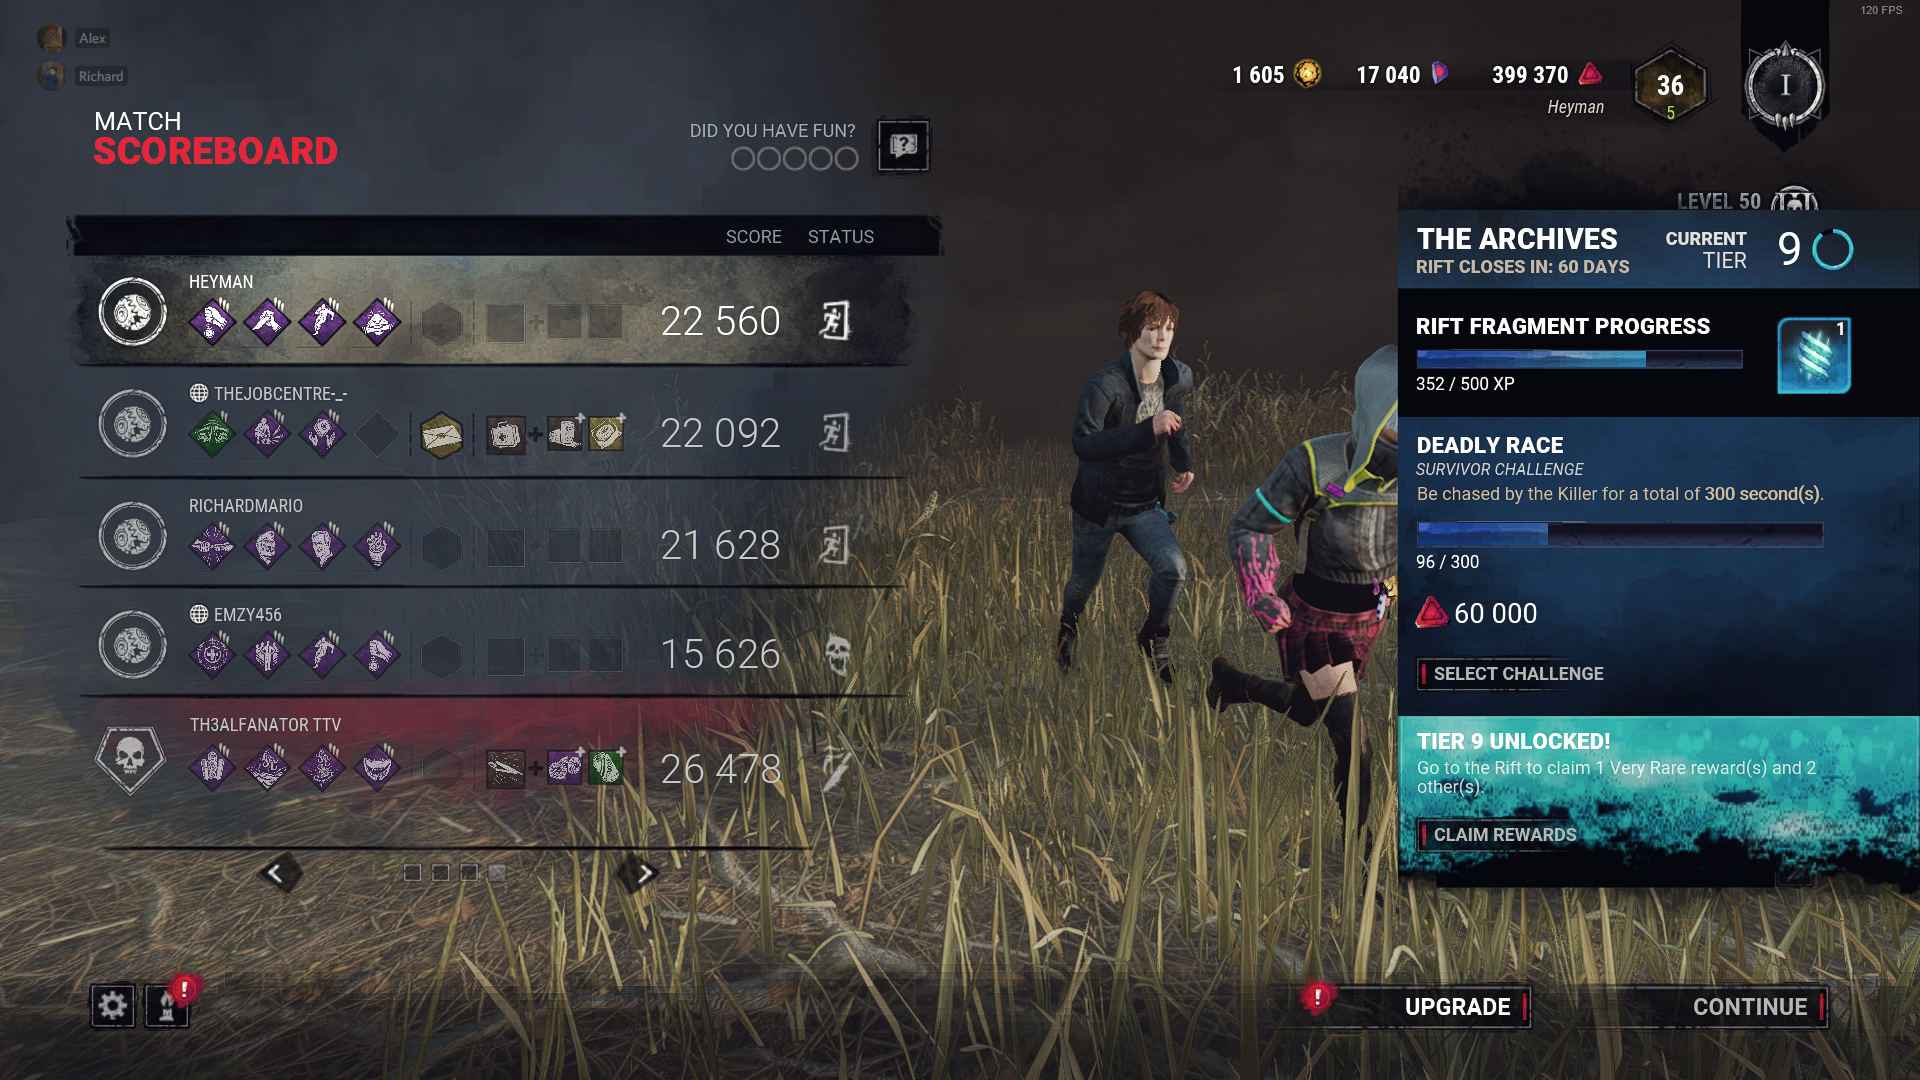 120 FPS
Alex
Richard
1 605
17 040
399 370
Heyman
36
5
I
MATCH
SCOREBOARD
DID YOU HAVE FUN?
?
LEVEL 50
SCORE STATUS
HEYMAN
22 560
THEJOBCENTRE-_-
22 092
RICHARDMARIO
21 628
EMZY456
15 626
TH3ALFANATOR TTV
26 478
THE ARCHIVES
RIFT CLOSES IN: 60 DAYS
CURRENT
TIER
9
RIFT FRAGMENT PROGRESS
1
352 / 500 XP
DEADLY RACE
SURVIVOR CHALLENGE
Be chased by the Killer for a total of 300 second(s).
96 / 300
60 000
SELECT CHALLENGE
TIER 9 UNLOCKED!
Go to the Rift to claim 1 Very Rare reward(s) and 2
other(s).
CLAIM REWARDS
!
!
UPGRADE
CONTINUE